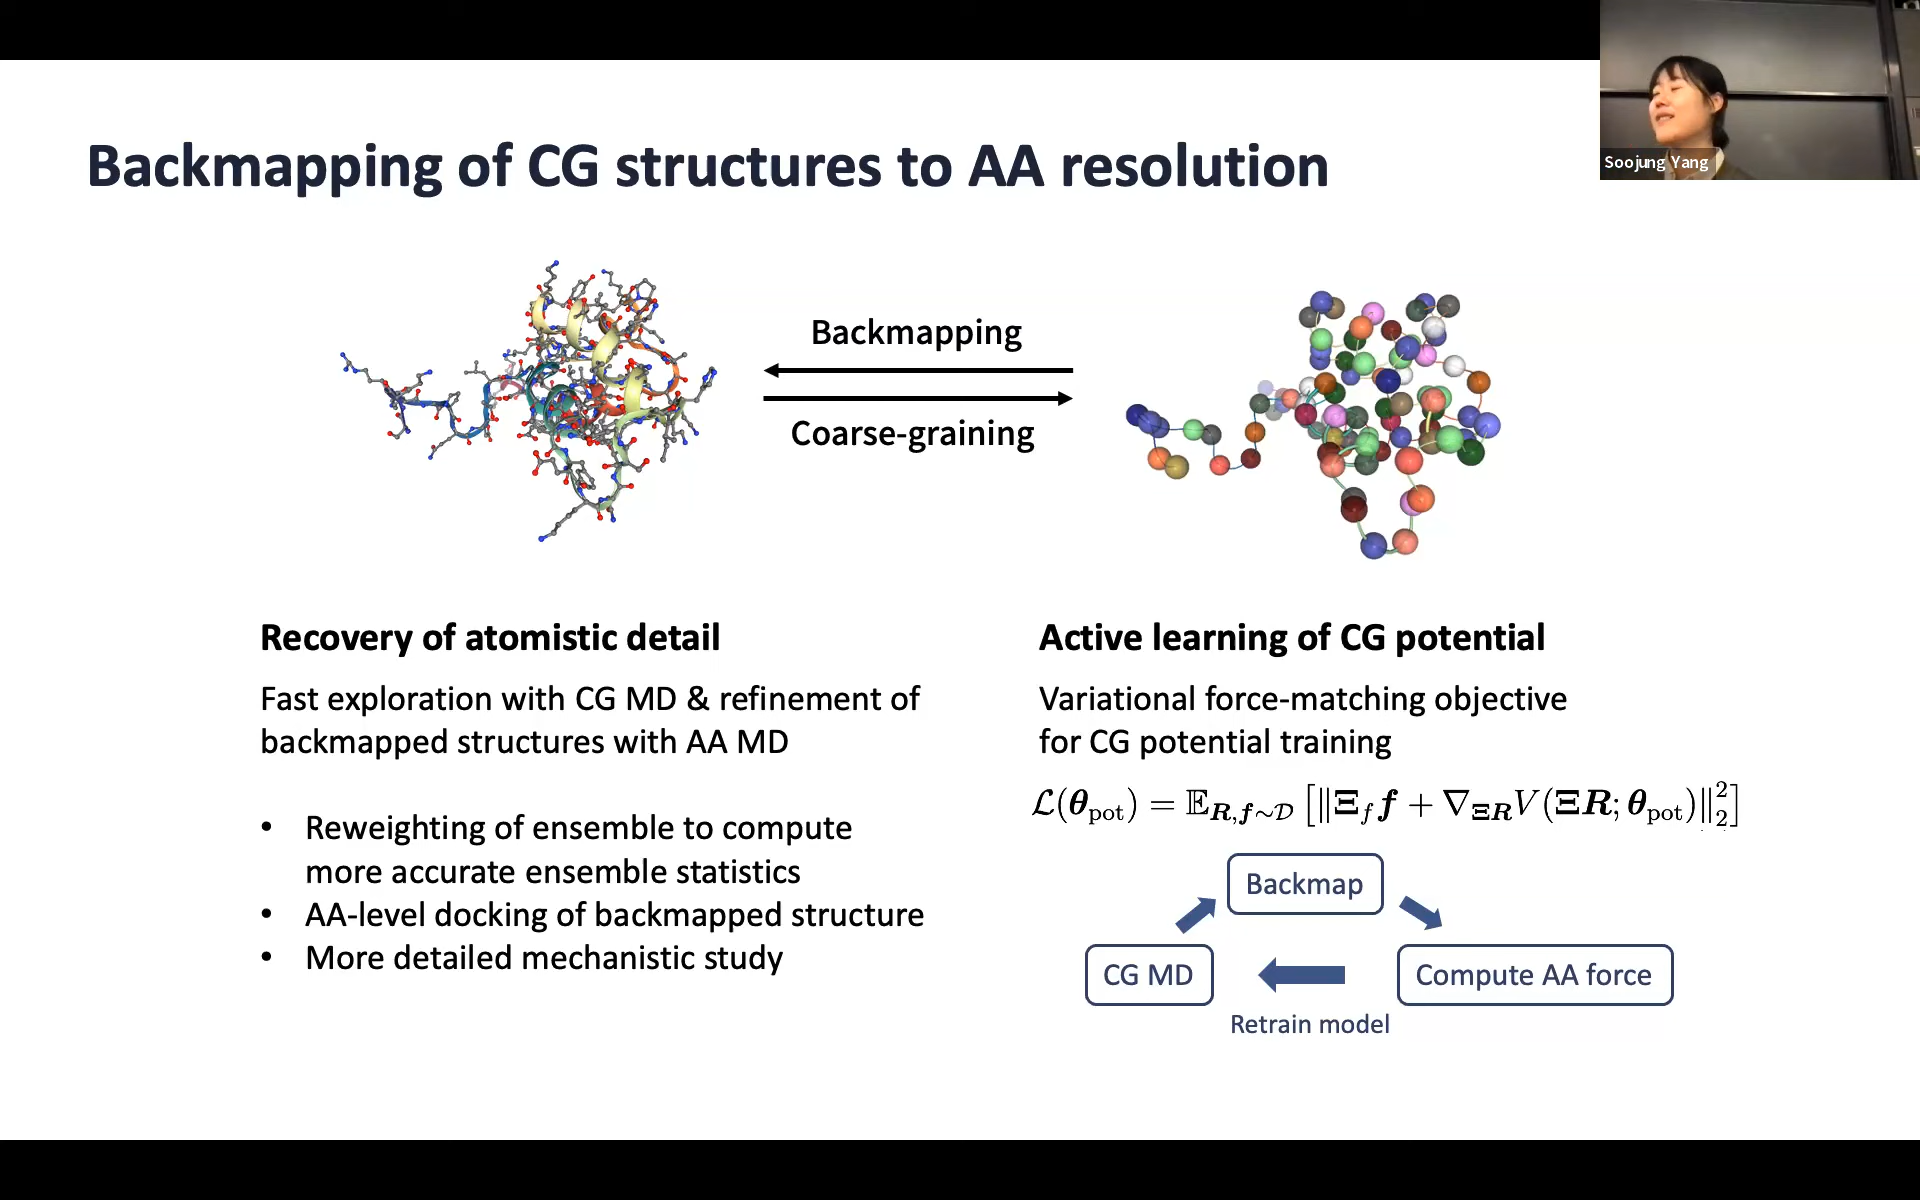 Backmapping of CG structures to AA resolution
Soojung Yang
Backmapping
Coarse-graining
Recovery of atomistic detail
Fast exploration with CG MD & refinement of
backmapped structures with AA MD
• Reweighting of ensemble to compute
more accurate ensemble statistics
• AA-level docking of backmapped structure
• More detailed mechanistic study
Active learning of CG potential
Variational force-matching objective
for CG potential training
ℒ(θ_pot) = 𝔼_{R,f∼𝒟} [‖Ξ_f f + ∇_{ΞR} V(ΞR; θ_pot)‖₂²]
Backmap
CG MD
Compute AA force
Retrain model